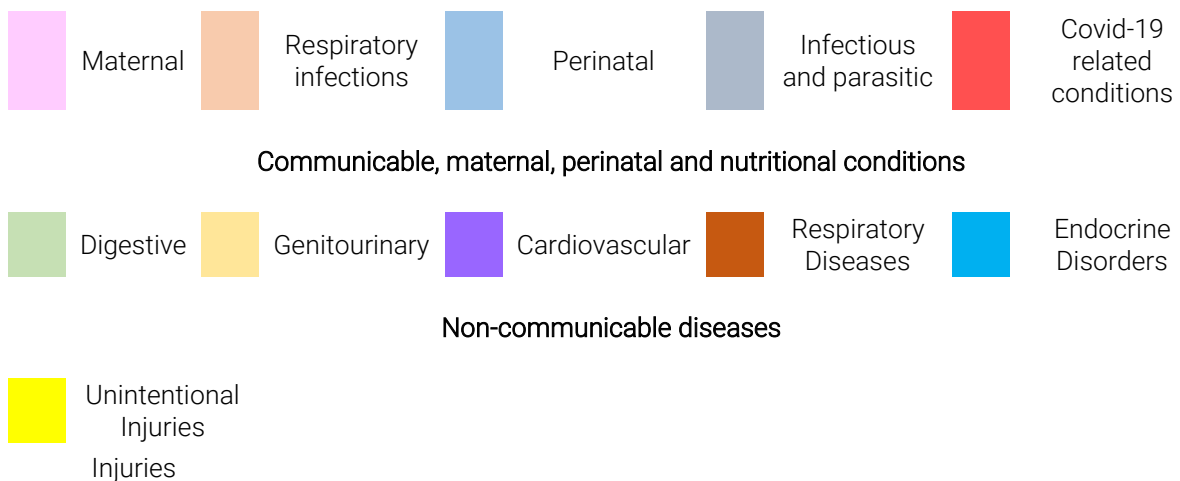 Maternal
Respiratory
infections
Perinatal
Infectious
and parasitic
Covid-19
related
conditions
Communicable, maternal, perinatal and nutritional conditions
Digestive
Genitourinary
Cardiovascular
Respiratory
Diseases
Endocrine
Disorders
Non-communicable diseases
Unintentional
Injuries
Injuries